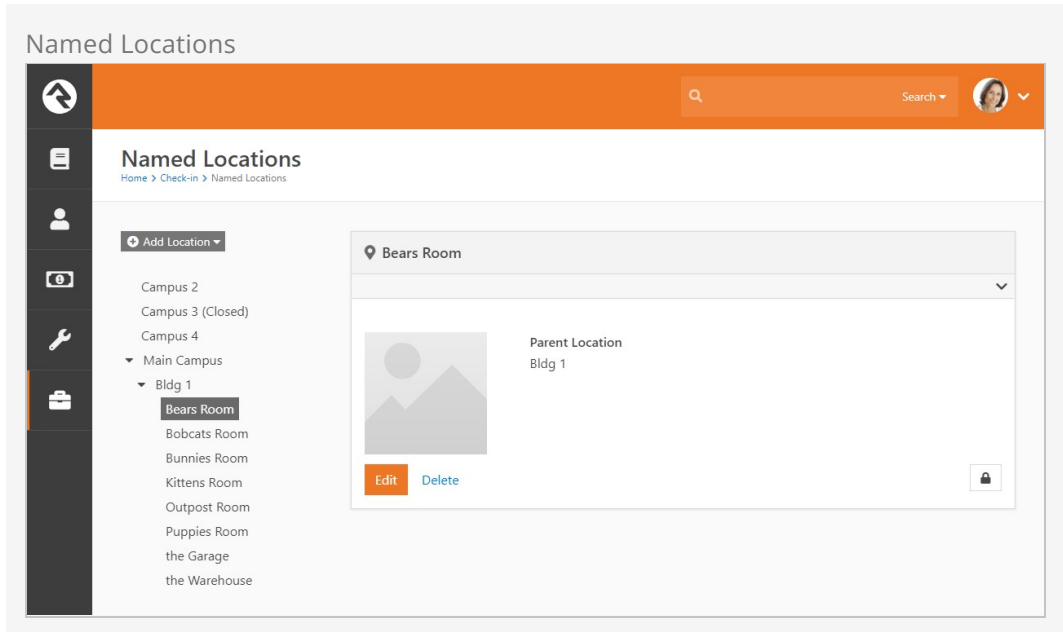 Named Locations
Search
Named Locations
Home > Check-in > Named Locations
Add Location
Bears Room
Campus 2
Campus 3 (Closed)
Campus 4
Main Campus
Bldg 1
Bears Room
Bobcats Room
Bunnies Room
Kittens Room
Outpost Room
Puppies Room
the Garage
the Warehouse
Parent Location
Bldg 1
Edit Delete